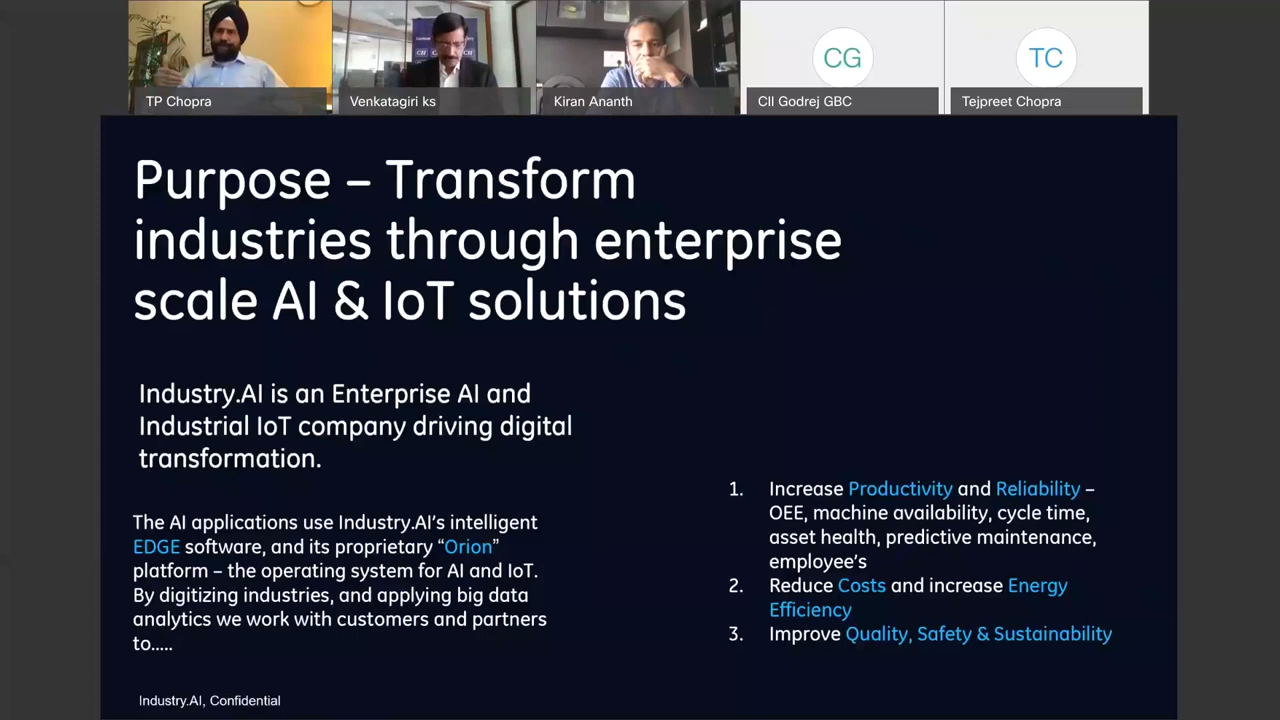 TP Chopra
Venkatagiri ks
Kiran Ananth
CG
CII Godrej GBC
TC
Tejpreet Chopra
Purpose – Transform
industries through enterprise
scale AI & IoT solutions
Industry.AI is an Enterprise AI and
Industrial IoT company driving digital
transformation.
The AI applications use Industry.AI's intelligent
EDGE software, and its proprietary “Orion”
platform – the operating system for AI and IoT.
By digitizing industries, and applying big data
analytics we work with customers and partners
to.....
1. Increase Productivity and Reliability –
OEE, machine availability, cycle time,
asset health, predictive maintenance,
employee's
2. Reduce Costs and increase Energy
Efficiency
3. Improve Quality, Safety & Sustainability
Industry.AI, Confidential